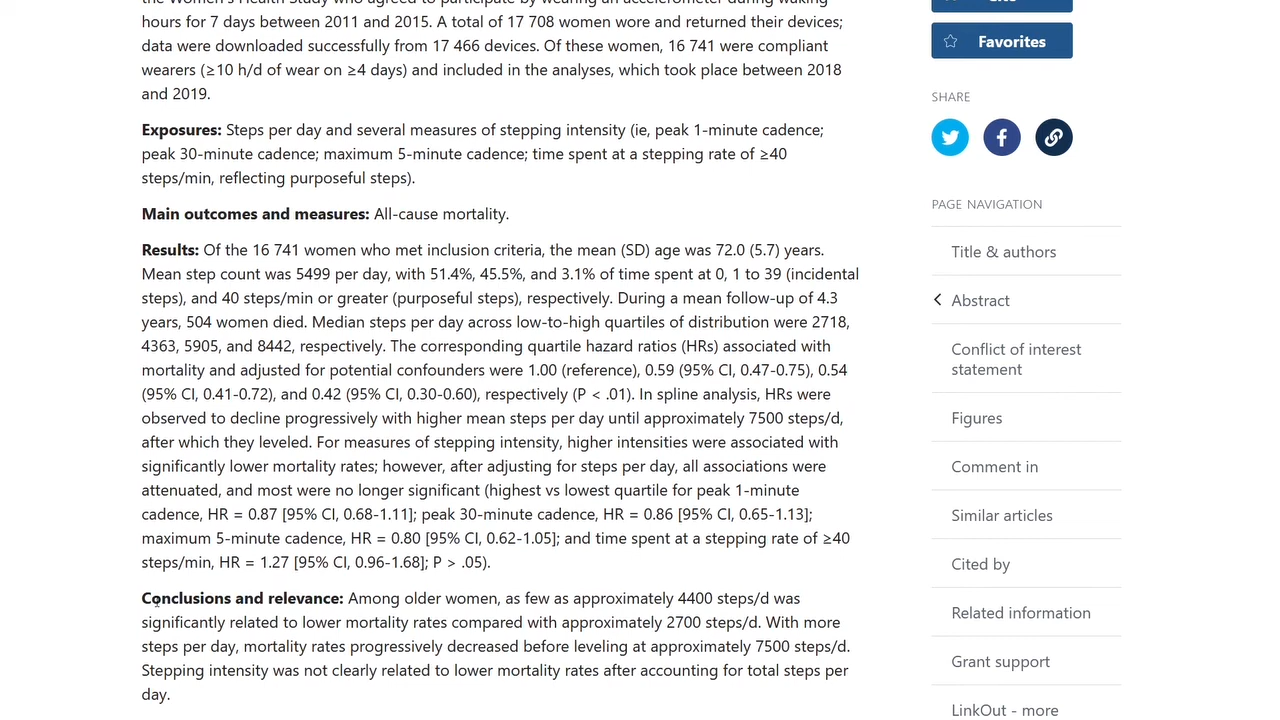 the Women's Health Study who agreed to participate by wearing an accelerometer during waking
hours for 7 days between 2011 and 2015. A total of 17 708 women wore and returned their devices;
data were downloaded successfully from 17 466 devices. Of these women, 16 741 were compliant
wearers (≥10 h/d of wear on ≥4 days) and included in the analyses, which took place between 2018
and 2019.
Exposures: Steps per day and several measures of stepping intensity (ie, peak 1-minute cadence;
peak 30-minute cadence; maximum 5-minute cadence; time spent at a stepping rate of ≥40
steps/min, reflecting purposeful steps).
Main outcomes and measures: All-cause mortality.
Results: Of the 16 741 women who met inclusion criteria, the mean (SD) age was 72.0 (5.7) years.
Mean step count was 5499 per day, with 51.4%, 45.5%, and 3.1% of time spent at 0, 1 to 39 (incidental
steps), and 40 steps/min or greater (purposeful steps), respectively. During a mean follow-up of 4.3
years, 504 women died. Median steps per day across low-to-high quartiles of distribution were 2718,
4363, 5905, and 8442, respectively. The corresponding quartile hazard ratios (HRs) associated with
mortality and adjusted for potential confounders were 1.00 (reference), 0.59 (95% CI, 0.47-0.75), 0.54
(95% CI, 0.41-0.72), and 0.42 (95% CI, 0.30-0.60), respectively (P < .01). In spline analysis, HRs were
observed to decline progressively with higher mean steps per day until approximately 7500 steps/d,
after which they leveled. For measures of stepping intensity, higher intensities were associated with
significantly lower mortality rates; however, after adjusting for steps per day, all associations were
attenuated, and most were no longer significant (highest vs lowest quartile for peak 1-minute
cadence, HR = 0.87 [95% CI, 0.68-1.11]; peak 30-minute cadence, HR = 0.86 [95% CI, 0.65-1.13];
maximum 5-minute cadence, HR = 0.80 [95% CI, 0.62-1.05]; and time spent at a stepping rate of ≥40
steps/min, HR = 1.27 [95% CI, 0.96-1.68]; P > .05).
Conclusions and relevance: Among older women, as few as approximately 4400 steps/d was
significantly related to lower mortality rates compared with approximately 2700 steps/d. With more
steps per day, mortality rates progressively decreased before leveling at approximately 7500 steps/d.
Stepping intensity was not clearly related to lower mortality rates after accounting for total steps per
day.
Favorites
SHARE
PAGE NAVIGATION
Title & authors
Abstract
Conflict of interest
statement
Figures
Comment in
Similar articles
Cited by
Related information
Grant support
LinkOut - more